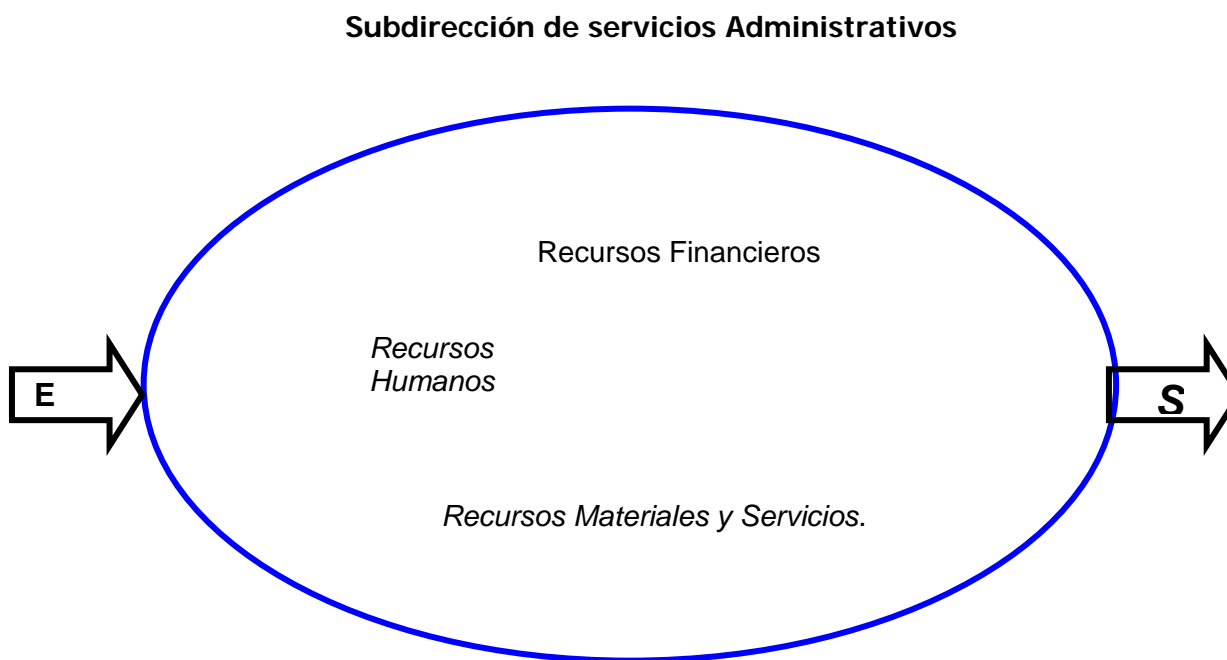 Subdirección de servicios Administrativos
Recursos Financieros
Recursos
Humanos
E
S
Recursos Materiales y Servicios.